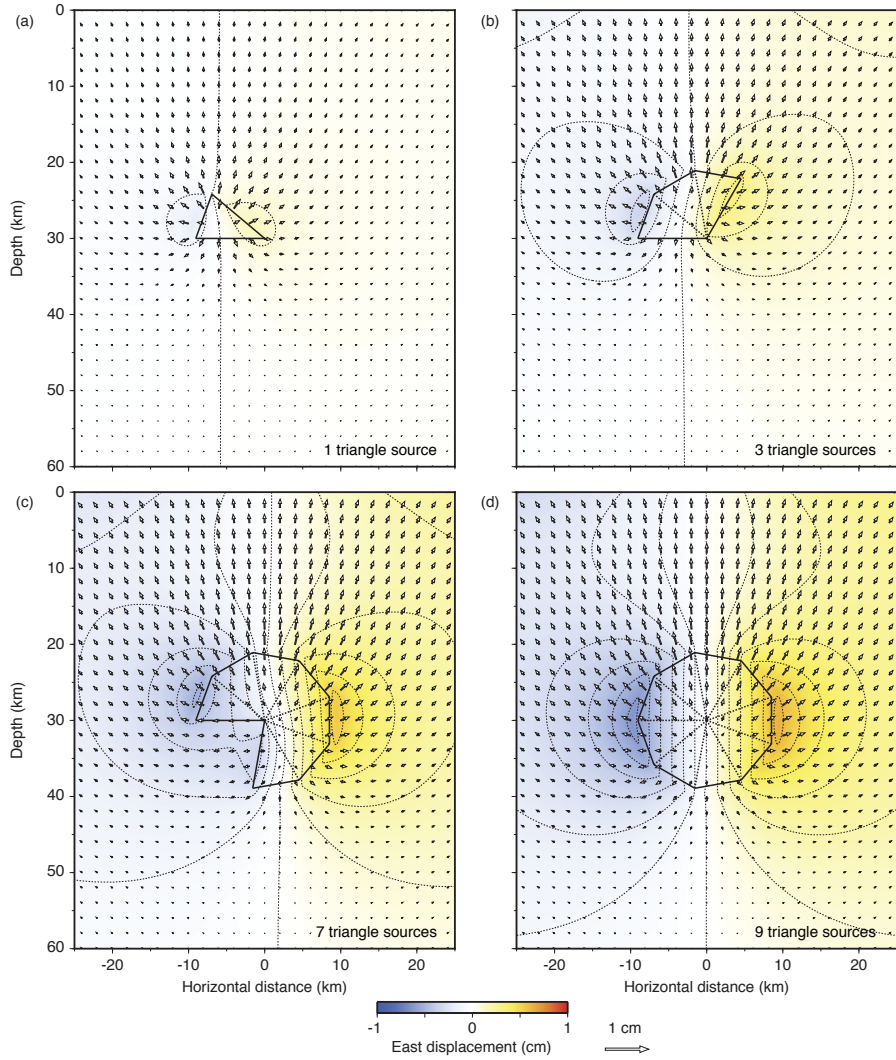 (a)
(b)
0
10
20
30
40
50
60
Depth (km)
1 triangle source
3 triangle sources
(c)
(d)
0
10
20
30
40
50
60
Depth (km)
7 triangle sources
9 triangle sources
-20 -10 0 10 20
-20 -10 0 10 20
Horizontal distance (km)
Horizontal distance (km)
-1 0 1
East displacement (cm)
1 cm